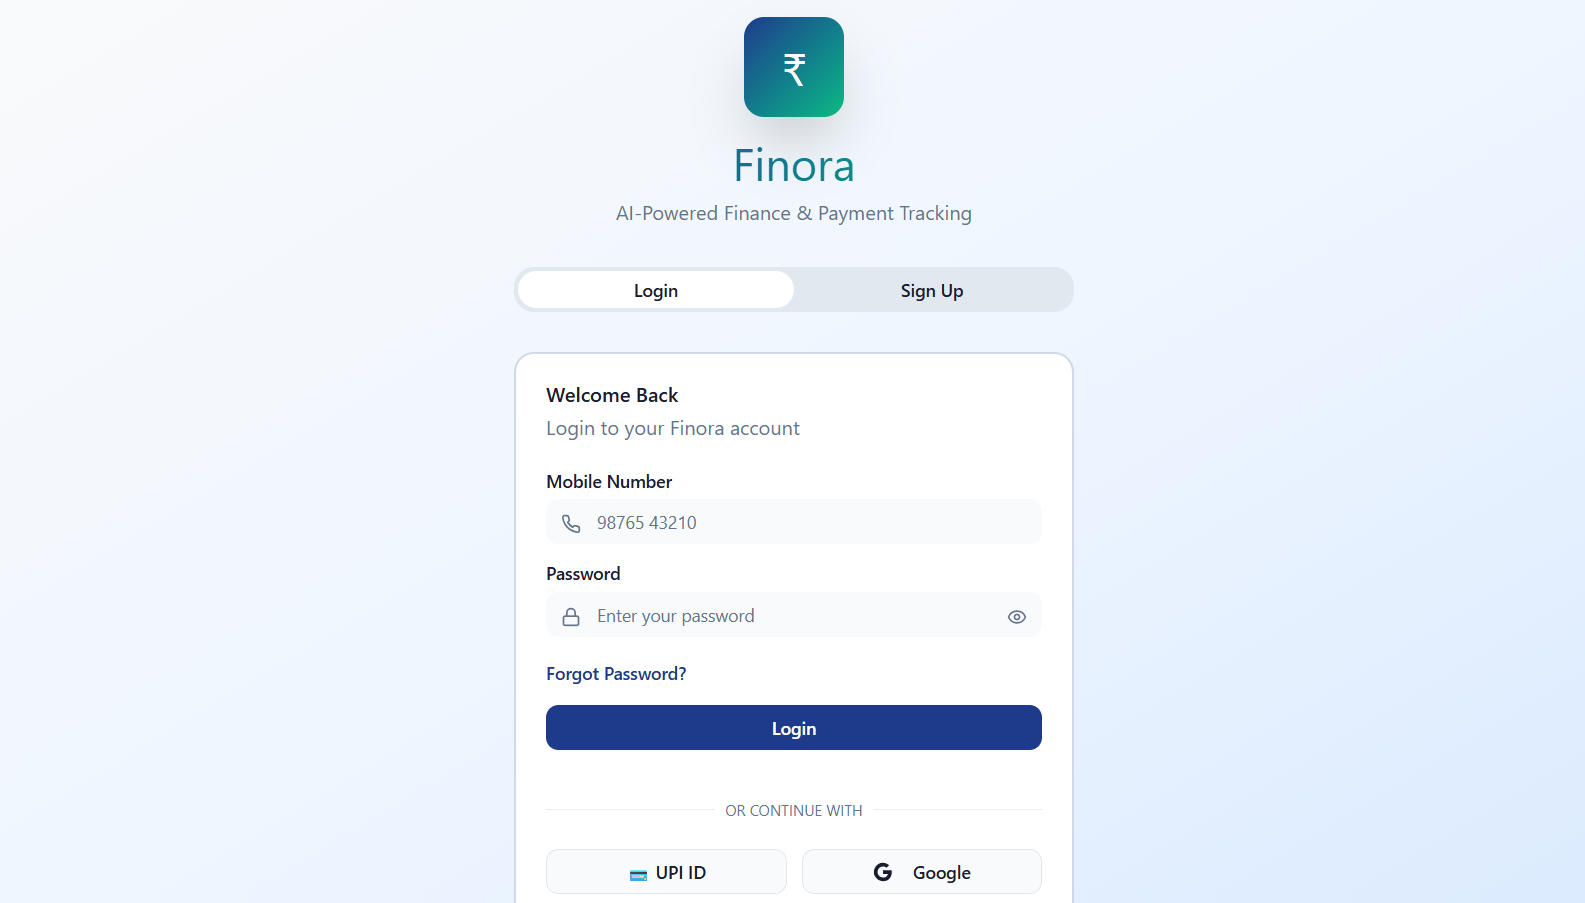 ₹
Finora
AI-Powered Finance & Payment Tracking
Login
Sign Up
Welcome Back
Login to your Finora account
Mobile Number
98765 43210
Password
Enter your password
Forgot Password?
Login
OR CONTINUE WITH
UPI ID
Google